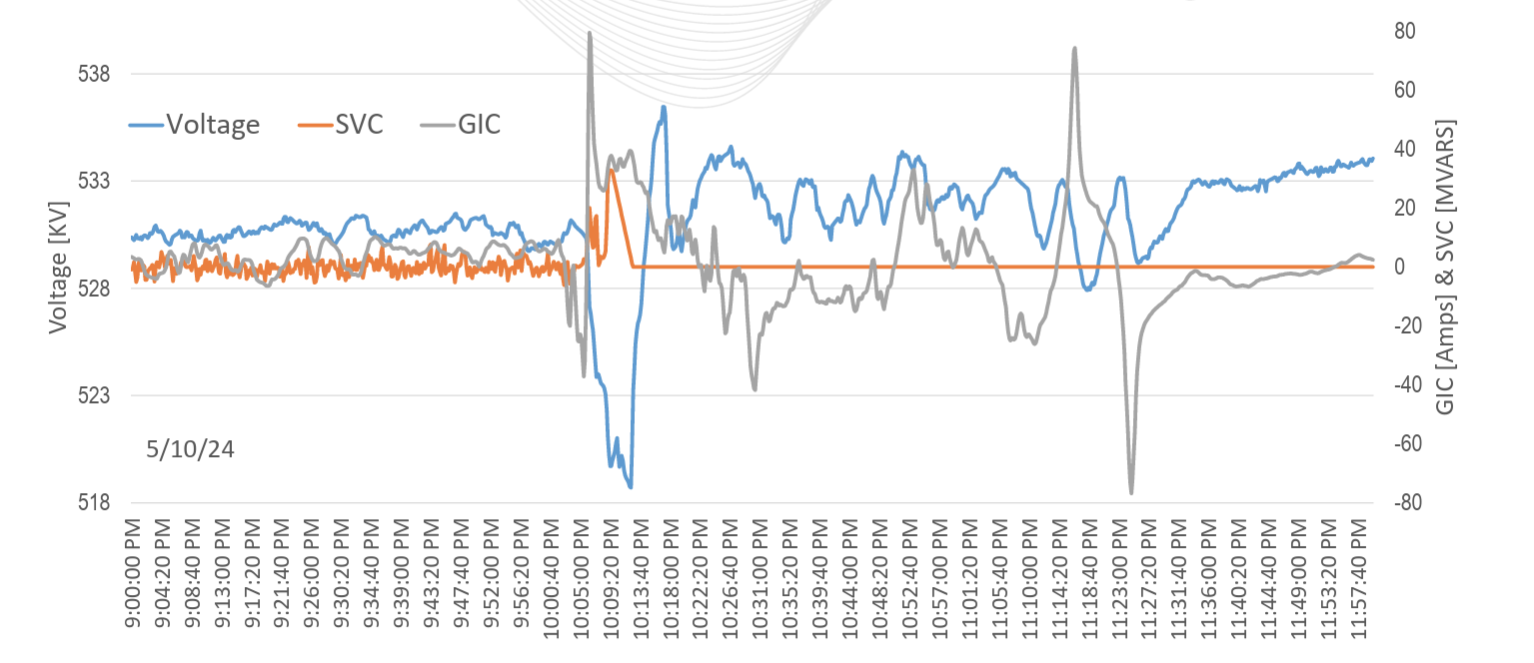 80
538
60
Voltage
SVC
GIC
40
533
20
0
528
-20
523
-40
5/10/24
-60
518
-80
Voltage [KV]
GIC [Amps] & SVC [MVARS]
9:00:00 PM
9:04:20 PM
9:08:40 PM
9:13:00 PM
9:17:20 PM
9:21:40 PM
9:26:00 PM
9:30:20 PM
9:34:40 PM
9:39:00 PM
9:43:20 PM
9:47:40 PM
9:52:00 PM
9:56:20 PM
10:00:40 PM
10:05:00 PM
10:09:20 PM
10:13:40 PM
10:18:00 PM
10:22:20 PM
10:26:40 PM
10:31:00 PM
10:35:20 PM
10:39:40 PM
10:44:00 PM
10:48:20 PM
10:52:40 PM
10:57:00 PM
11:01:20 PM
11:05:40 PM
11:10:00 PM
11:14:20 PM
11:18:40 PM
11:23:00 PM
11:27:20 PM
11:31:40 PM
11:36:00 PM
11:40:20 PM
11:44:40 PM
11:49:00 PM
11:53:20 PM
11:57:40 PM